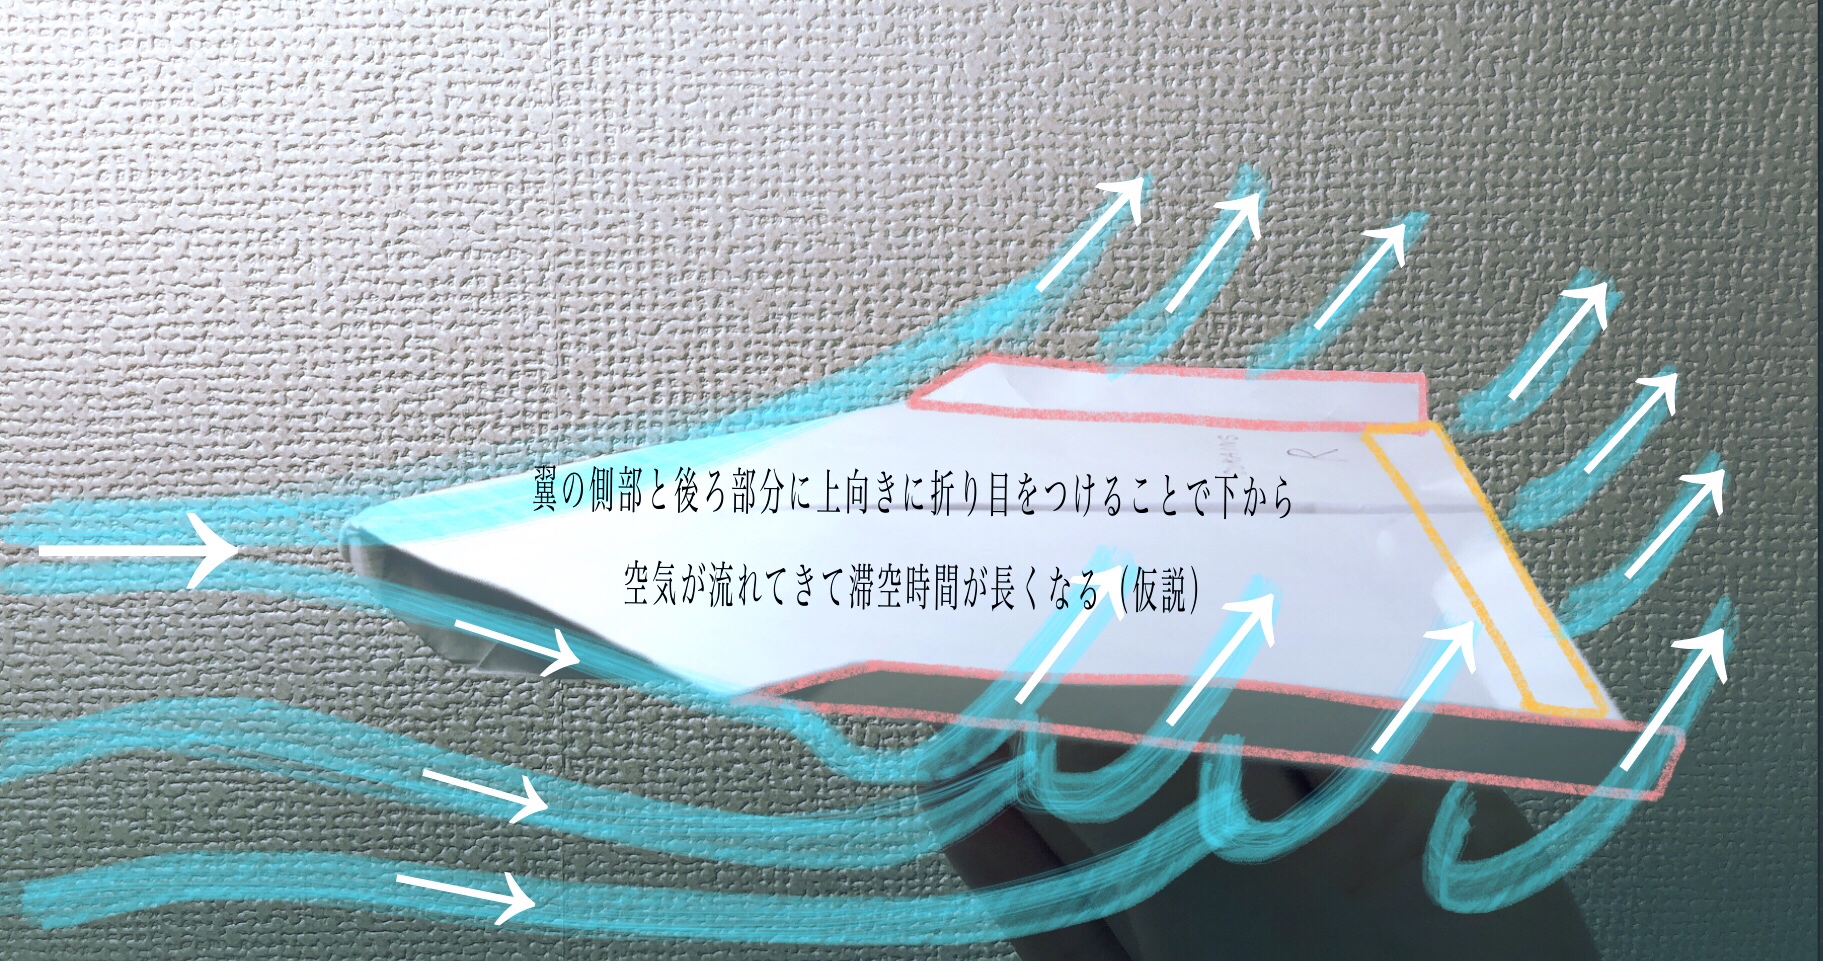 翼の側部と後ろ部分に上向きに折り目をつけることで下から
空気が流れてきて滞空時間が長くなる（仮説）
R